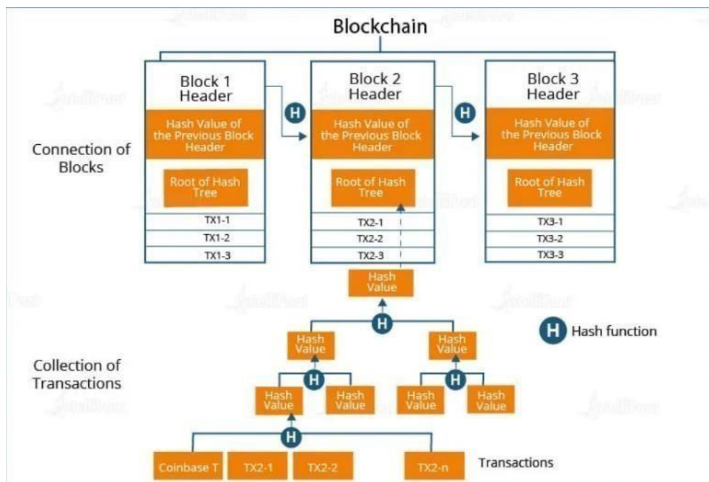 Blockchain
Block 1
Header
Block 2
Header
Block 3
Header
H
H
Hash Value of
the Previous Block
Header
Hash Value of
the Previous Block
Header
Hash Value of
the Previous Block
Header
Connection of
Blocks
Root of Hash
Tree
Root of Hash
Tree
Root of Hash
Tree
TX1-1
TX1-2
TX1-3
TX2-1
TX2-2
TX2-3
TX3-1
TX3-2
TX3-3
Hash
Value
H
H Hash function
Hash
Value
Hash
Value
Collection of
Transactions
H
H
Hash
Value
Hash
Value
Hash
Value
Hash
Value
H
Coinbase T
TX2-1
TX2-2
TX2-n
Transactions